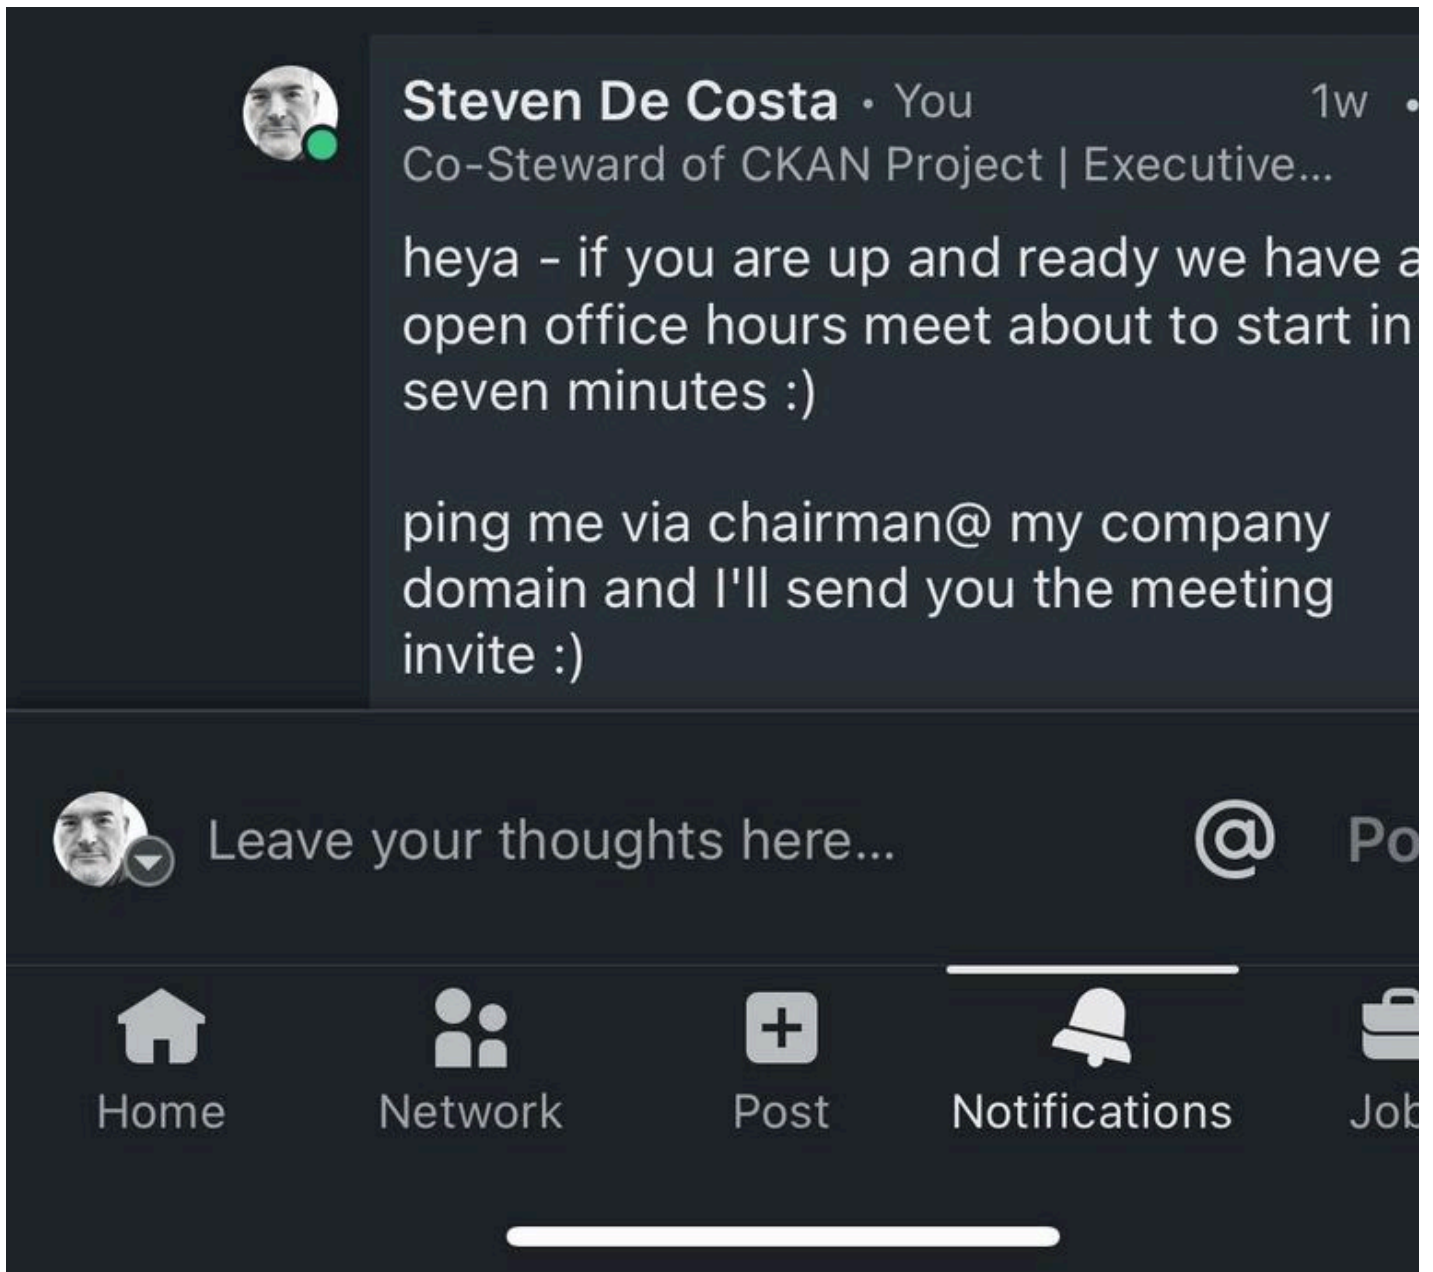 Steven De Costa • You 1w •
Co-Steward of CKAN Project | Executive...
heya - if you are up and ready we have a
open office hours meet about to start in
seven minutes :)
ping me via chairman@ my company
domain and I'll send you the meeting
invite :)
Leave your thoughts here... @ Po
Home Network Post Notifications Job